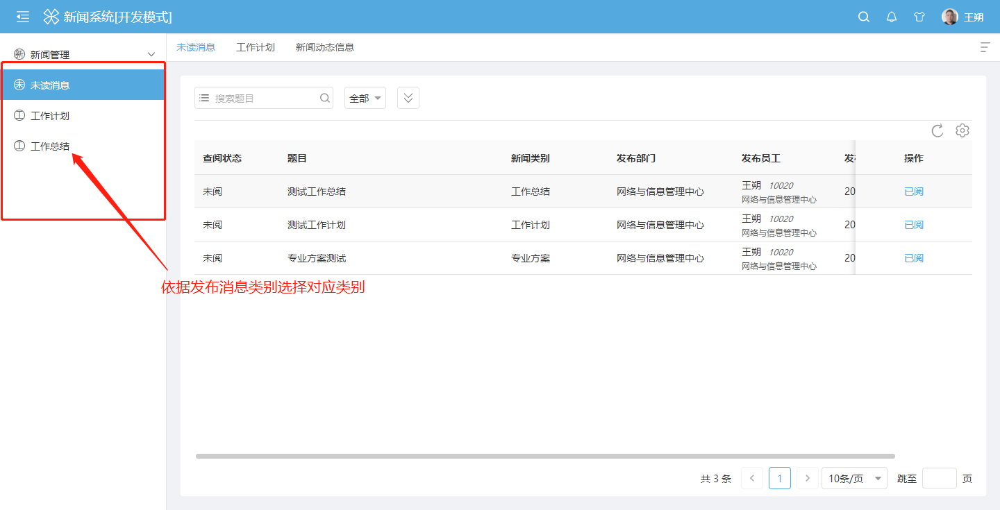 新闻系统[开发模式]
王朔
新 新闻管理
未 未读消息
工 工作计划
工 工作总结
未读消息 工作计划 新闻动态信息
搜索题目 全部
查阅状态 题目 新闻类别 发布部门 发布员工 操作
未阅 测试工作总结 工作总结 网络与信息管理中心 王朔 10020 20 已阅
网络与信息管理中心
未阅 测试工作计划 工作计划 网络与信息管理中心 王朔 10020 20 已阅
网络与信息管理中心
未阅 专业方案测试 专业方案 网络与信息管理中心 王朔 10020 20 已阅
网络与信息管理中心
依据发布消息类别选择对应类别
共 3 条 1 10条/页 跳至 页